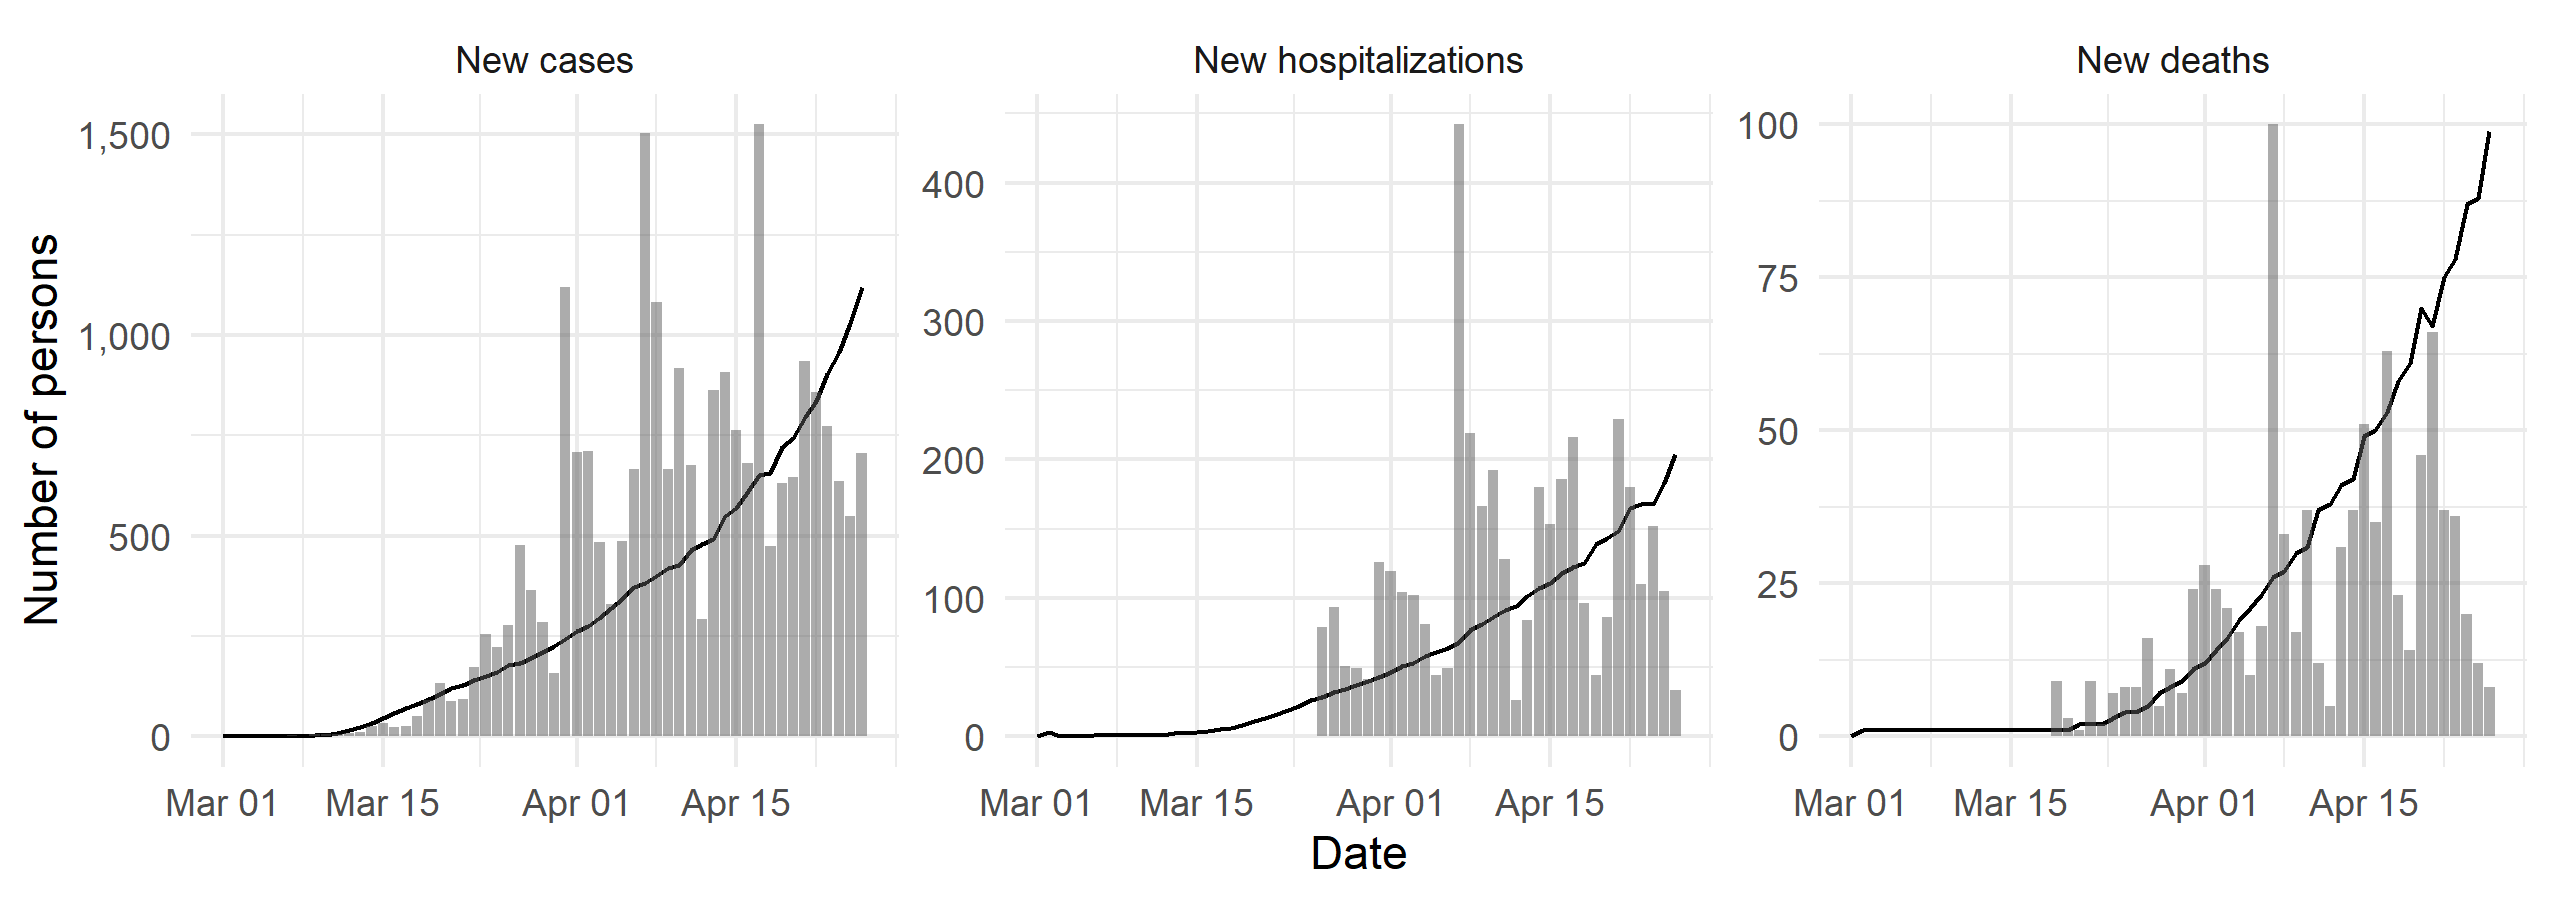 New cases
New hospitalizations
New deaths
Number of persons
1,500
1,000
500
0
Mar 01 Mar 15 Apr 01 Apr 15
400
300
200
100
0
Mar 01 Mar 15 Apr 01 Apr 15
100
75
50
25
0
Mar 01 Mar 15 Apr 01 Apr 15
Date